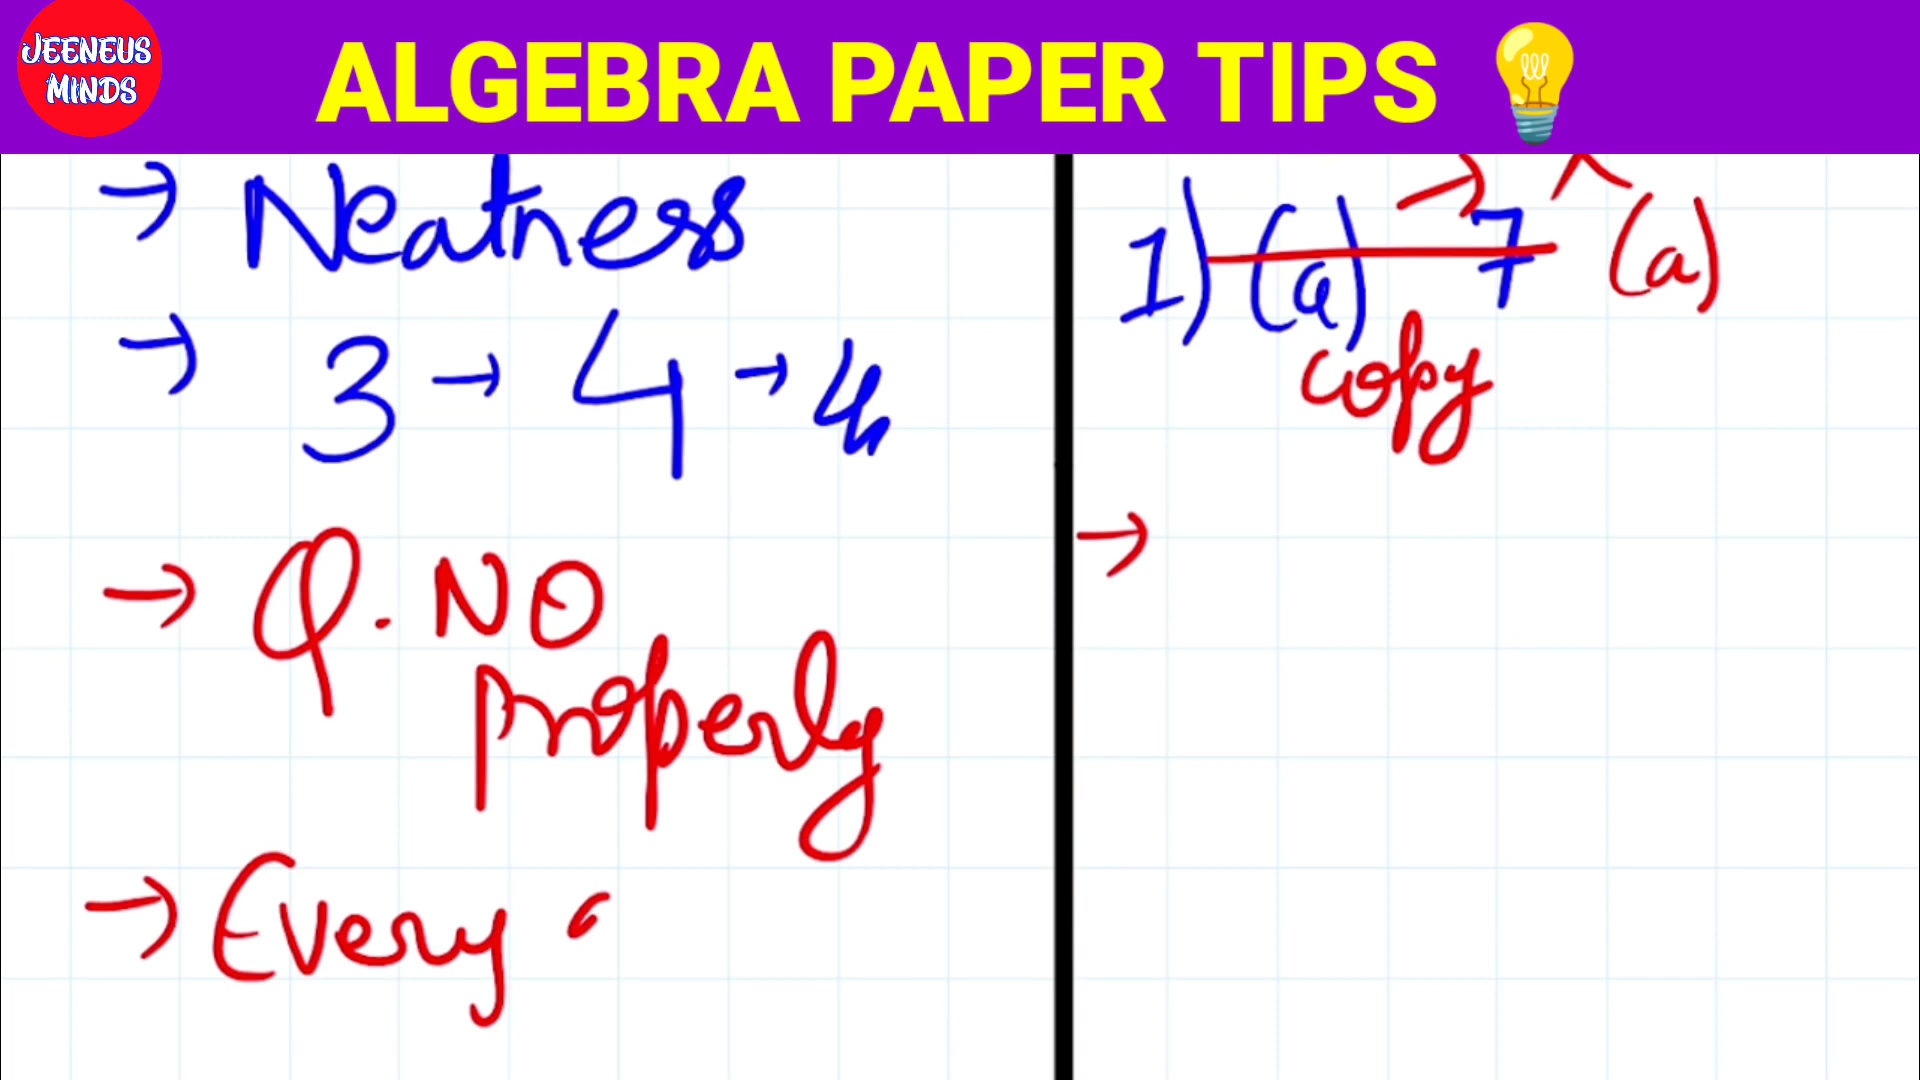 JEENEUS
MINDS
ALGEBRA PAPER TIPS
→ Neatness
→ 3 → 4 → 4
→ Q. NO
properly
→ Every
1) (a) 7 (a)
copy
→